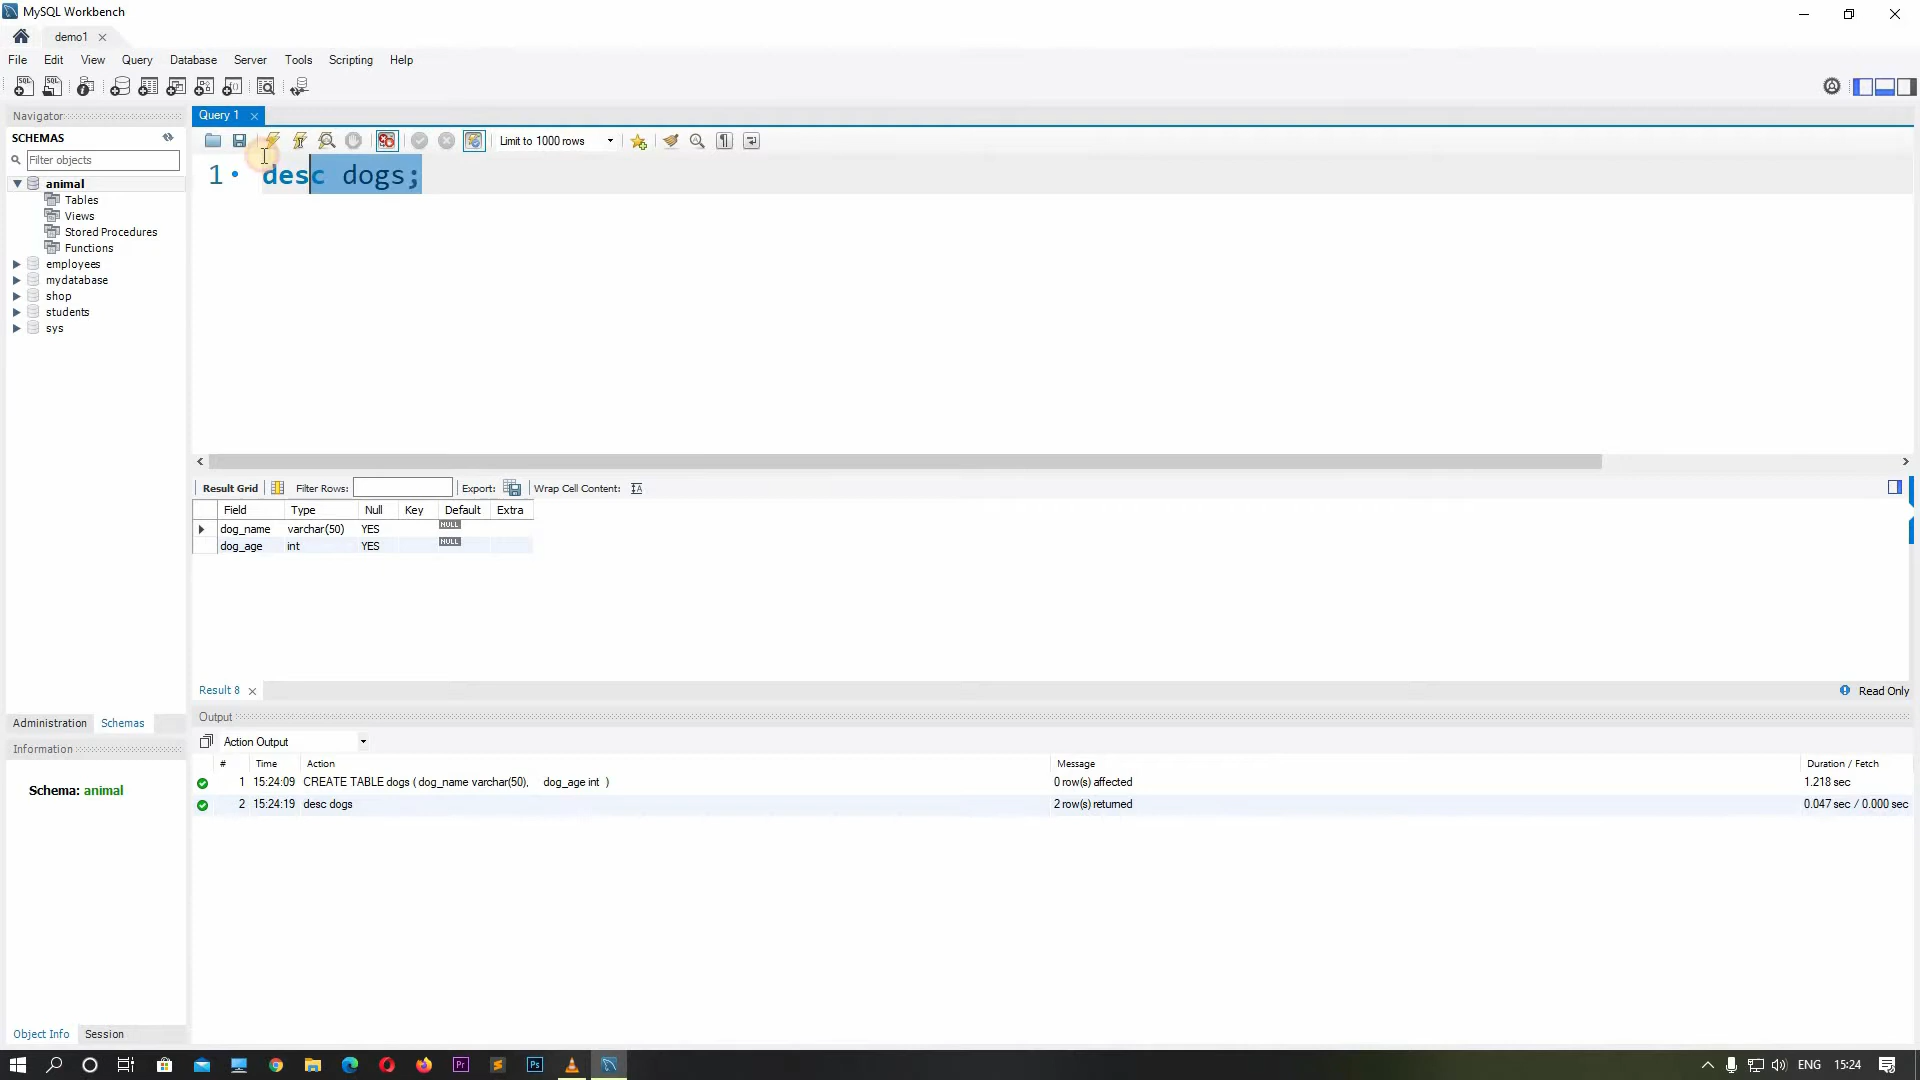 MySQL Workbench
demo1
File Edit View Query Database Server Tools Scripting Help
Navigator
SCHEMAS
Filter objects
animal
Tables
Views
Stored Procedures
Functions
employees
mydatabase
shop
students
sys
Administration Schemas
Information
Schema: animal
Object Info Session
Query 1
Limit to 1000 rows
1 desc dogs;
Result Grid Filter Rows: Export: Wrap Cell Content:
Field Type Null Key Default Extra
dog_name varchar(50) YES NULL
dog_age int YES NULL
Result 8 Read Only
Output
Action Output
# Time Action Message Duration / Fetch
1 15:24:09 CREATE TABLE dogs ( dog_name varchar(50), dog_age int ) 0 row(s) affected 1.218 sec
2 15:24:19 desc dogs 2 row(s) returned 0.047 sec / 0.000 sec
Pr Ps ENG 15:24